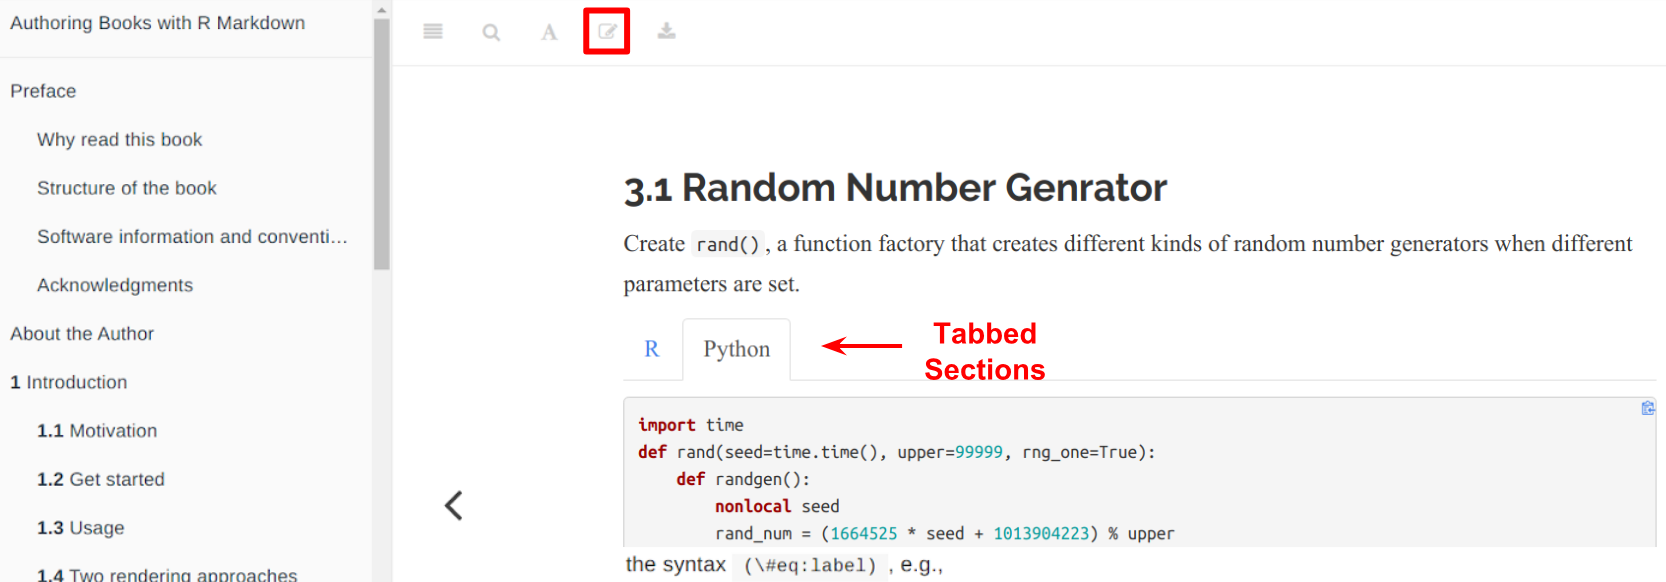 Authoring Books with R Markdown
Preface
Why read this book
Structure of the book
Software information and conventi…
Acknowledgments
About the Author
1 Introduction
1.1 Motivation
1.2 Get started
1.3 Usage
1.4 Two rendering approaches
A
3.1 Random Number Genrator
Create rand(), a function factory that creates different kinds of random number generators when different
parameters are set.
R Python
Tabbed
Sections
import time
def rand(seed=time.time(), upper=99999, rng_one=True):
def randgen():
nonlocal seed
rand_num = (1664525 * seed + 1013904223) % upper
the syntax (\#eq:label) , e.g.,